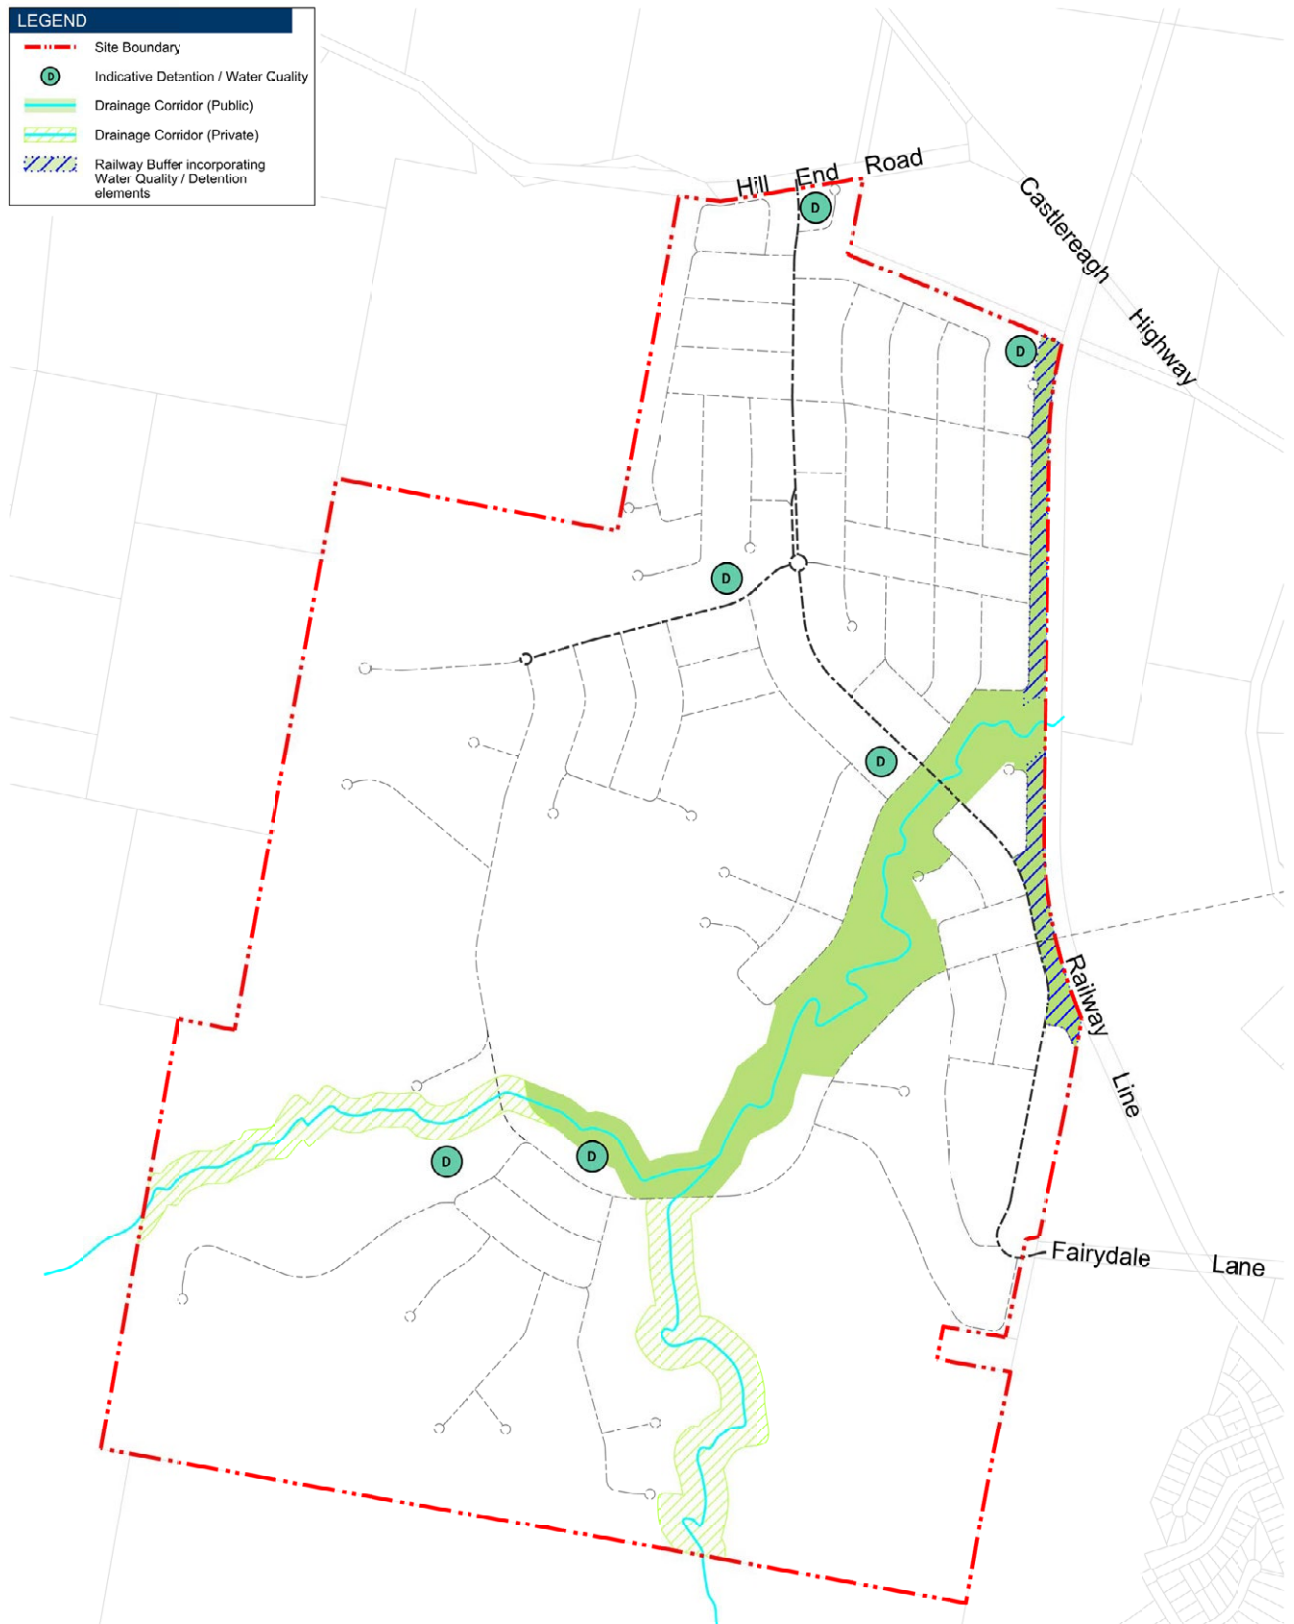 LEGEND
Site Boundary
D
Indicative Detention / Water Quality
Drainage Corridor (Public)
Drainage Corridor (Private)
Railway Buffer incorporating
Water Quality / Detention
elements
Hill End Road
D
Castlereagh Highway
D
D
D
Railway Line
D
D
Fairydale Lane